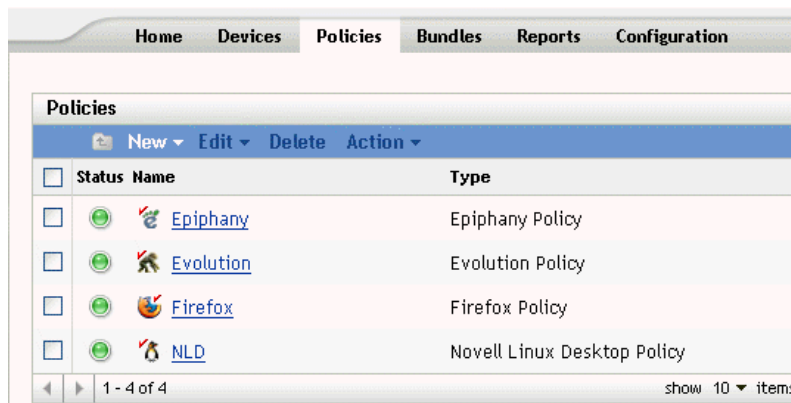 Home Devices Policies Bundles Reports Configuration
Policies
New Edit Delete Action
Status Name Type
Epiphany Epiphany Policy
Evolution Evolution Policy
Firefox Firefox Policy
NLD Novell Linux Desktop Policy
1 - 4 of 4 show 10 items